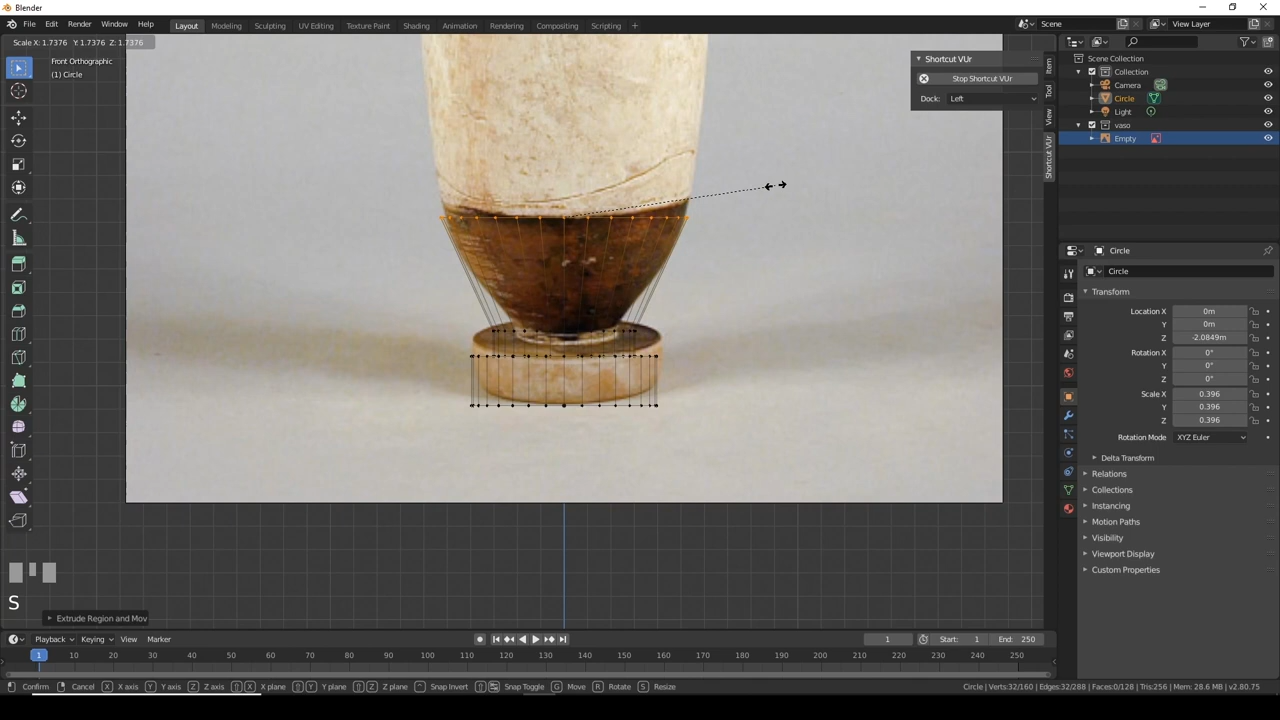 Blender
File Edit Render Window Help Layout Modeling Sculpting UV Editing Texture Paint Shading Animation Rendering Compositing Scripting + Scene View Layer
Scale X: 1.7376 Y: 1.7376 Z: 1.7376
Front Orthographic
(1) Circle
Shortcut VUr
Stop Shortcut VUr
Dock: Left
Item
Tool
View
Shortcut VUr
Scene Collection
Collection
Camera
Circle
Light
vaso
Empty
Circle
Circle
Transform
Location X 0m
Y 0m
Z -2.0849m
Rotation X 0°
Y 0°
Z 0°
Scale X 0.396
Y 0.396
Z 0.396
Rotation Mode XYZ Euler
Delta Transform
Relations
Collections
Instancing
Motion Paths
Visibility
Viewport Display
Custom Properties
S
Extrude Region and Mov
Playback Keying View Marker 1 Start: 1 End: 250
1 10 20 30 40 50 60 70 80 90 100 110 120 130 140 150 160 170 180 190 200 210 220 230 240 250
Confirm Cancel X X axis Y Y axis Z Z axis X X plane Y Y plane Z Z plane Snap Invert Snap Toggle G Move R Rotate S Resize Circle | Verts:32/160 | Edges:32/288 | Faces:0/128 | Tris:256 | Mem: 28.6 MB | v2.80.75